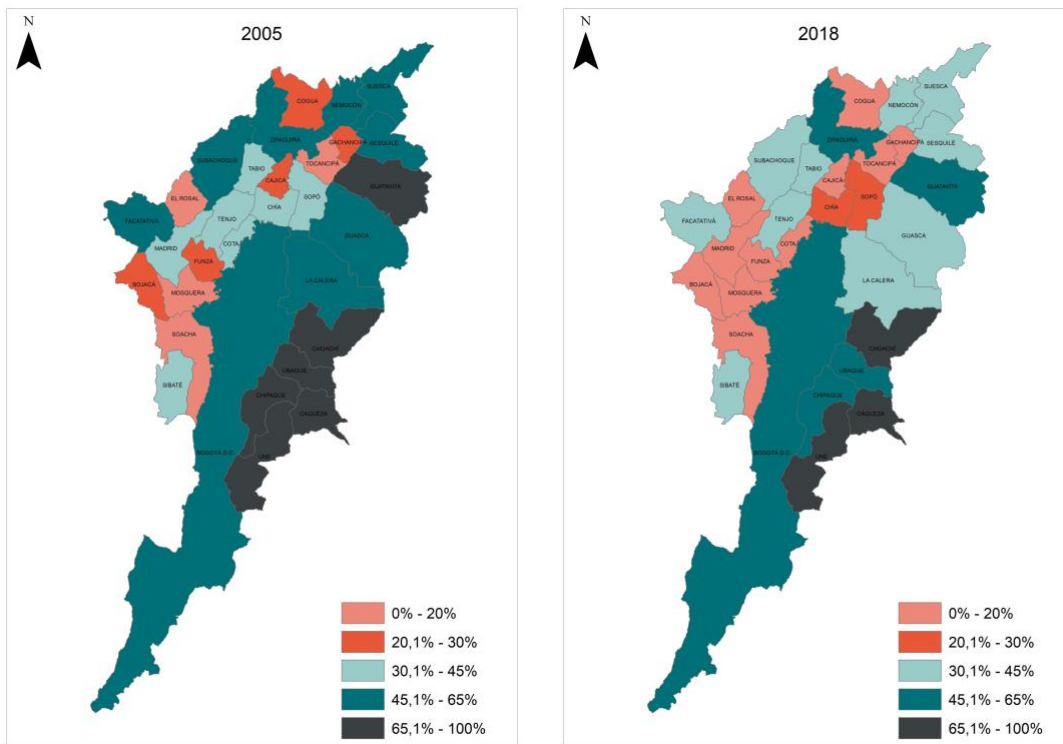 N
2005
SUESCA
COGUA
NEMOCÓN
ZIPAQUIRÁ
GACHANCIPÁ
SESQUILÉ
SUBACHOQUE
TABIO
TOCANCIPÁ
CAJICÁ
GUATAVITA
EL ROSAL
CHÍA
SOPÓ
FACATATIVÁ
TENJO
GUASCA
MADRID
COTA
FUNZA
LA CALERA
BOJACÁ
MOSQUERA
SOACHA
CHOACHÍ
UBAQUE
SIBATÉ
CHIPAQUE
CAQUEZA
BOGOTÁ D.C.
UNE
0% - 20%
20,1% - 30%
30,1% - 45%
45,1% - 65%
65,1% - 100%
N
2018
SUESCA
COGUA
NEMOCÓN
ZIPAQUIRÁ
GACHANCIPÁ
SESQUILÉ
SUBACHOQUE
TABIO
TOCANCIPÁ
CAJICÁ
GUATAVITA
EL ROSAL
CHÍA
SOPÓ
FACATATIVÁ
TENJO
GUASCA
MADRID
COTA
FUNZA
LA CALERA
BOJACÁ
MOSQUERA
SOACHA
CHOACHÍ
UBAQUE
SIBATÉ
CHIPAQUE
CAQUEZA
BOGOTÁ D.C.
UNE
0% - 20%
20,1% - 30%
30,1% - 45%
45,1% - 65%
65,1% - 100%